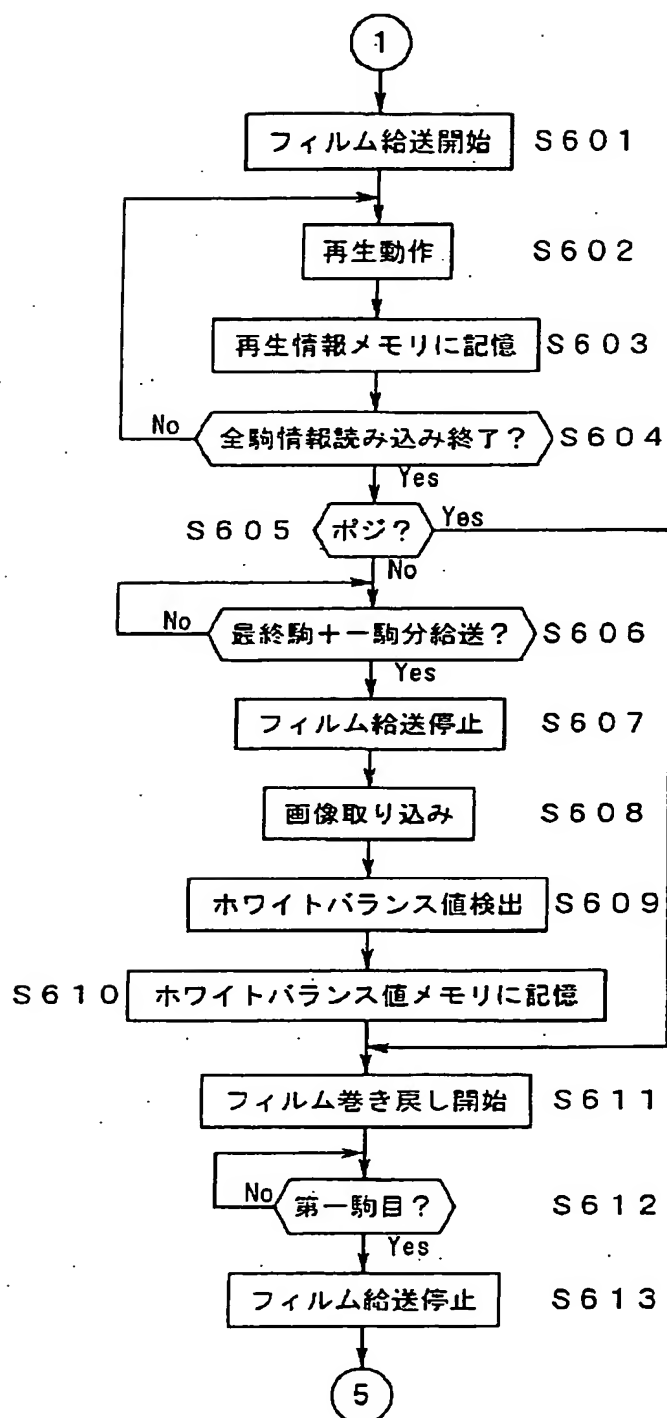 1
フィルム給送開始 S601
再生動作 S602
再生情報メモリに記憶 S603
No 全駒情報読み込み終了? S604
Yes
S605 ポジ? Yes
No
No 最終駒+一駒分給送? S606
Yes
フィルム給送停止 S607
画像取り込み S608
ホワイトバランス値検出 S609
S610 ホワイトバランス値メモリに記憶
フィルム巻き戻し開始 S611
No 第一駒目? S612
Yes
フィルム給送停止 S613
5